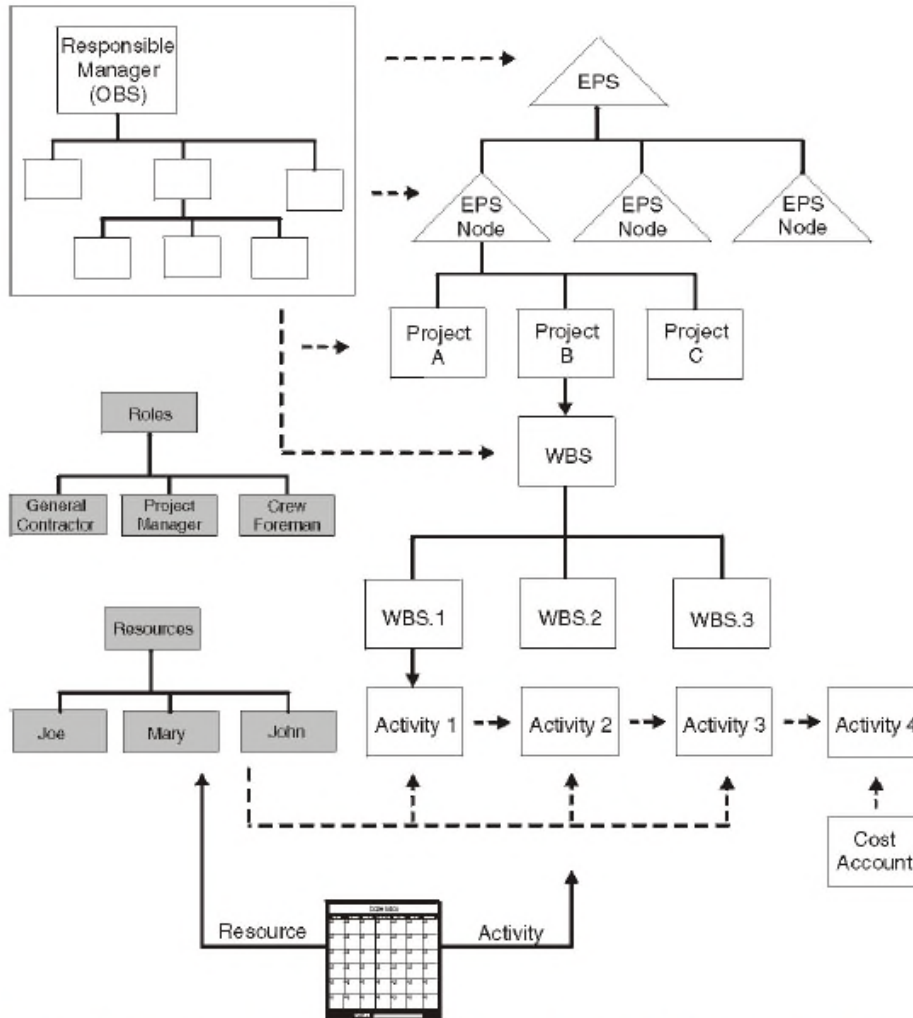 Responsible
Manager
(OBS)
EPS
EPS
Node
EPS
Node
EPS
Node
Project
A
Project
B
Project
C
Roles
WBS
General
Contractor
Project
Manager
Crew
Foreman
WBS.1
WBS.2
WBS.3
Resources
Joe
Mary
John
Activity 1
Activity 2
Activity 3
Activity 4
Cost
Account
Resource
Activity